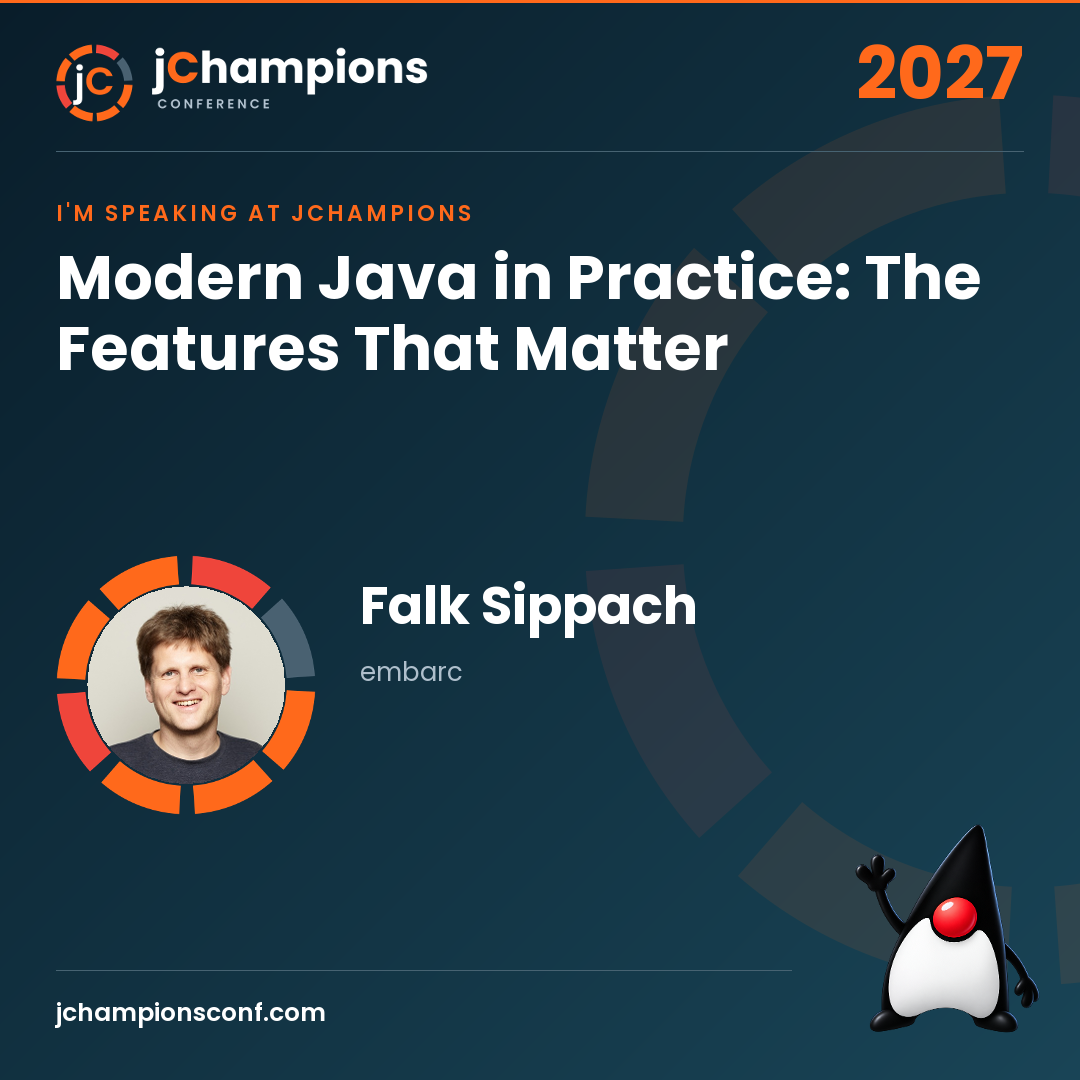 jC jChampions
CONFERENCE
2027
I'M SPEAKING AT JCHAMPIONS
Modern Java in Practice: The
Features That Matter
Falk Sippach
embarc
jchampionsconf.com